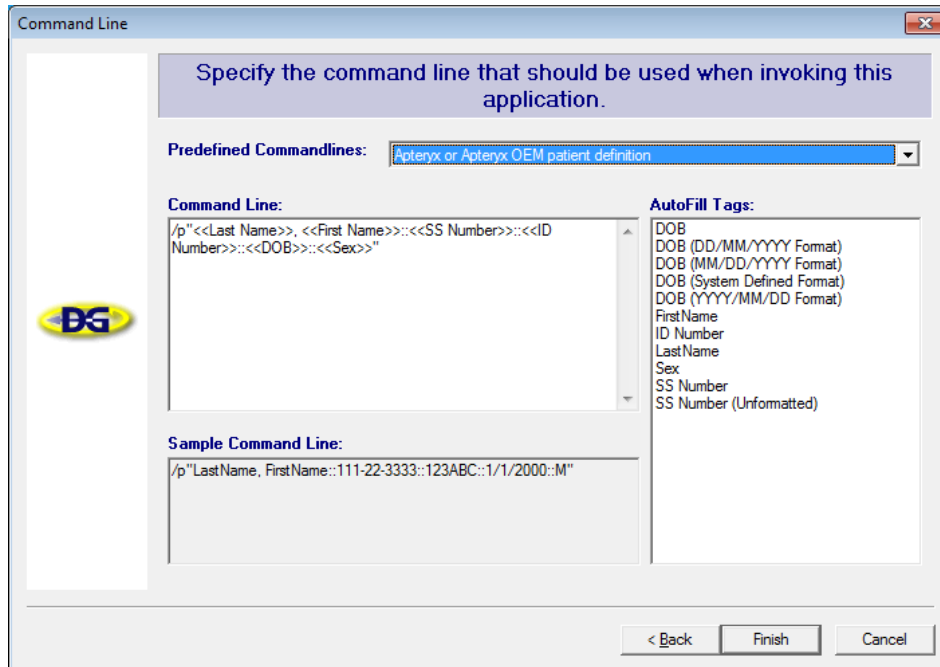 Command Line
Specify the command line that should be used when invoking this
application.
Predefined Commandlines:
Apteryx or Apteryx OEM patient definition
Command Line:
/p"<<Last Name>>, <<First Name>>::<<SS Number>>::<<ID
Number>>::<<DOB>>::<<Sex>>"
AutoFill Tags:
DOB
DOB (DD/MM/YYYY Format)
DOB (MM/DD/YYYY Format)
DOB (System Defined Format)
DOB (YYYY/MM/DD Format)
FirstName
ID Number
LastName
Sex
SS Number
SS Number (Unformatted)
DG
Sample Command Line:
/p"LastName, FirstName::111-22-3333::123ABC::1/1/2000::M"
< Back
Finish
Cancel